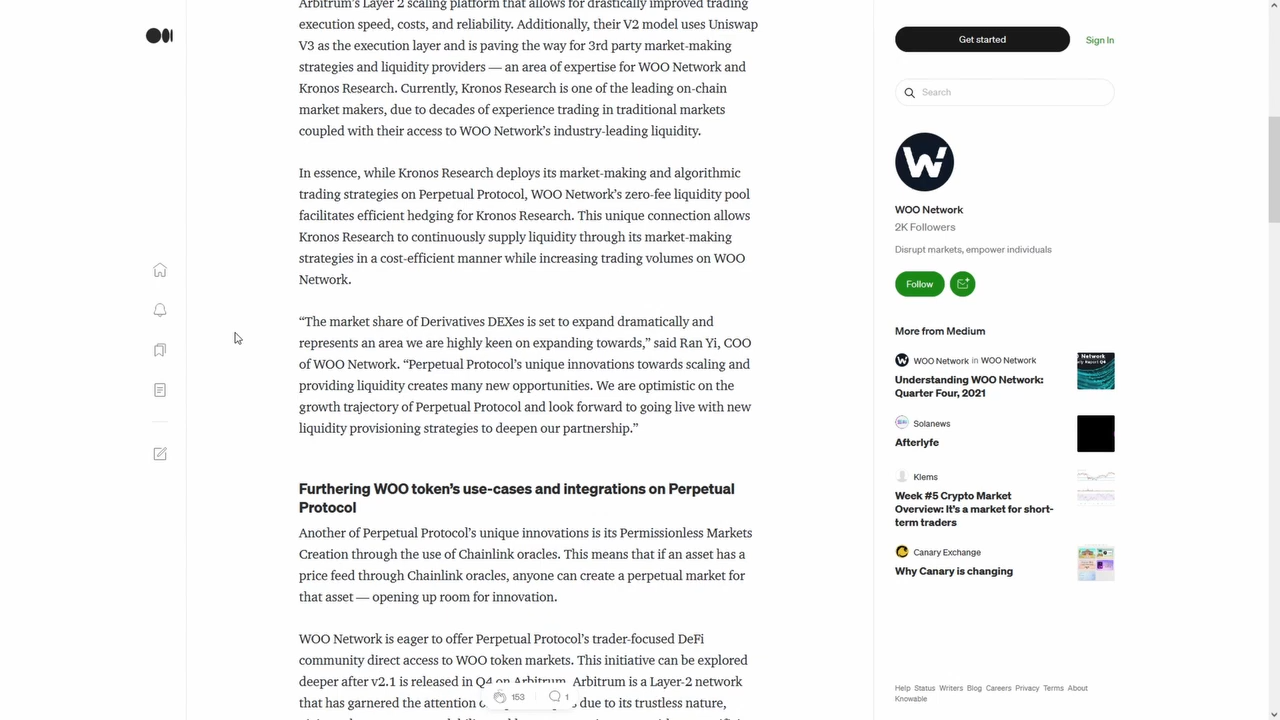 Arbitrum's Layer 2 scaling platform that allows for drastically improved trading
execution speed, costs, and reliability. Additionally, their V2 model uses Uniswap
V3 as the execution layer and is paving the way for 3rd party market-making
strategies and liquidity providers — an area of expertise for WOO Network and
Kronos Research. Currently, Kronos Research is one of the leading on-chain
market makers, due to decades of experience trading in traditional markets
coupled with their access to WOO Network's industry-leading liquidity.
In essence, while Kronos Research deploys its market-making and algorithmic
trading strategies on Perpetual Protocol, WOO Network's zero-fee liquidity pool
facilitates efficient hedging for Kronos Research. This unique connection allows
Kronos Research to continuously supply liquidity through its market-making
strategies in a cost-efficient manner while increasing trading volumes on WOO
Network.
“The market share of Derivatives DEXes is set to expand dramatically and
represents an area we are highly keen on expanding towards,” said Ran Yi, COO
of WOO Network. “Perpetual Protocol's unique innovations towards scaling and
providing liquidity creates many new opportunities. We are optimistic on the
growth trajectory of Perpetual Protocol and look forward to going live with new
liquidity provisioning strategies to deepen our partnership.”
Furthering WOO token's use-cases and integrations on Perpetual
Protocol
Another of Perpetual Protocol's unique innovations is its Permissionless Markets
Creation through the use of Chainlink oracles. This means that if an asset has a
price feed through Chainlink oracles, anyone can create a perpetual market for
that asset — opening up room for innovation.
WOO Network is eager to offer Perpetual Protocol's trader-focused DeFi
community direct access to WOO token markets. This initiative can be explored
deeper after v2.1 is released in Q4 on Arbitrum. Arbitrum is a Layer-2 network
that has garnered the attention due to its trustless nature,
153
1
Get started
Sign In
Search
WOO Network
2K Followers
Disrupt markets, empower individuals
Follow
More from Medium
WOO Network in WOO Network
Understanding WOO Network:
Quarter Four, 2021
Solanews
Afterlyfe
Klems
Week #5 Crypto Market
Overview: It's a market for short-
term traders
Canary Exchange
Why Canary is changing
Help Status Writers Blog Careers Privacy Terms About
Knowable